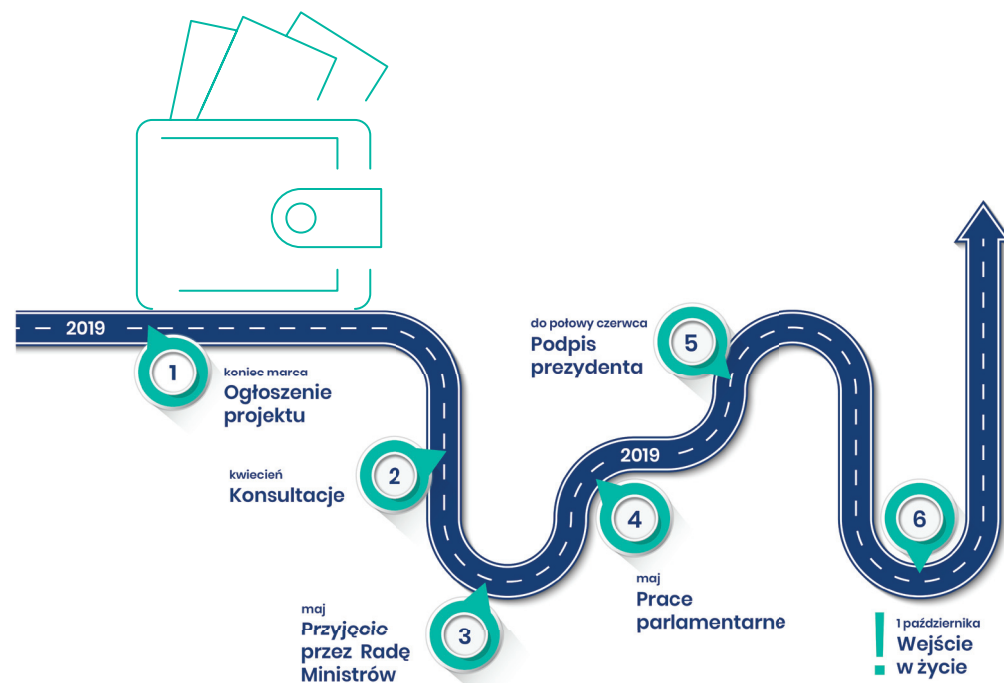 2019
1
koniec marca
Ogłoszenie
projektu
2
kwiecień
Konsultacje
3
maj
Przyjęcie
przez Radę
Ministrów
2019
4
maj
Prace
parlamentarne
5
do połowy czerwca
Podpis
prezydenta
6
!
1 października
Wejście
w życie